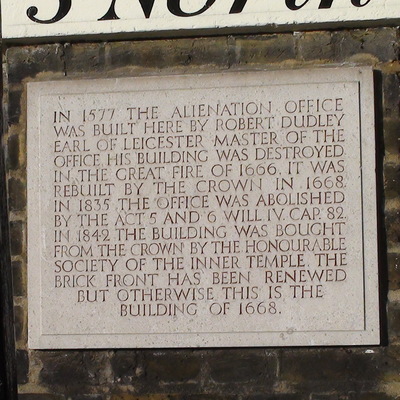 3 NORTH
IN 1577 THE ALIENATION OFFICE
WAS BUILT HERE BY ROBERT DUDLEY
EARL OF LEICESTER MASTER OF THE
OFFICE HIS BUILDING WAS DESTROYED
IN THE GREAT FIRE OF 1666. IT WAS
REBUILT BY THE CROWN IN 1668.
IN 1835 THE OFFICE WAS ABOLISHED
BY THE ACT 5 AND 6 WILL IV. CAP. 82.
IN 1842 THE BUILDING WAS BOUGHT
FROM THE CROWN BY THE HONOURABLE
SOCIETY OF THE INNER TEMPLE. THE
BRICK FRONT HAS BEEN RENEWED
BUT OTHERWISE THIS IS THE
BUILDING OF 1668.